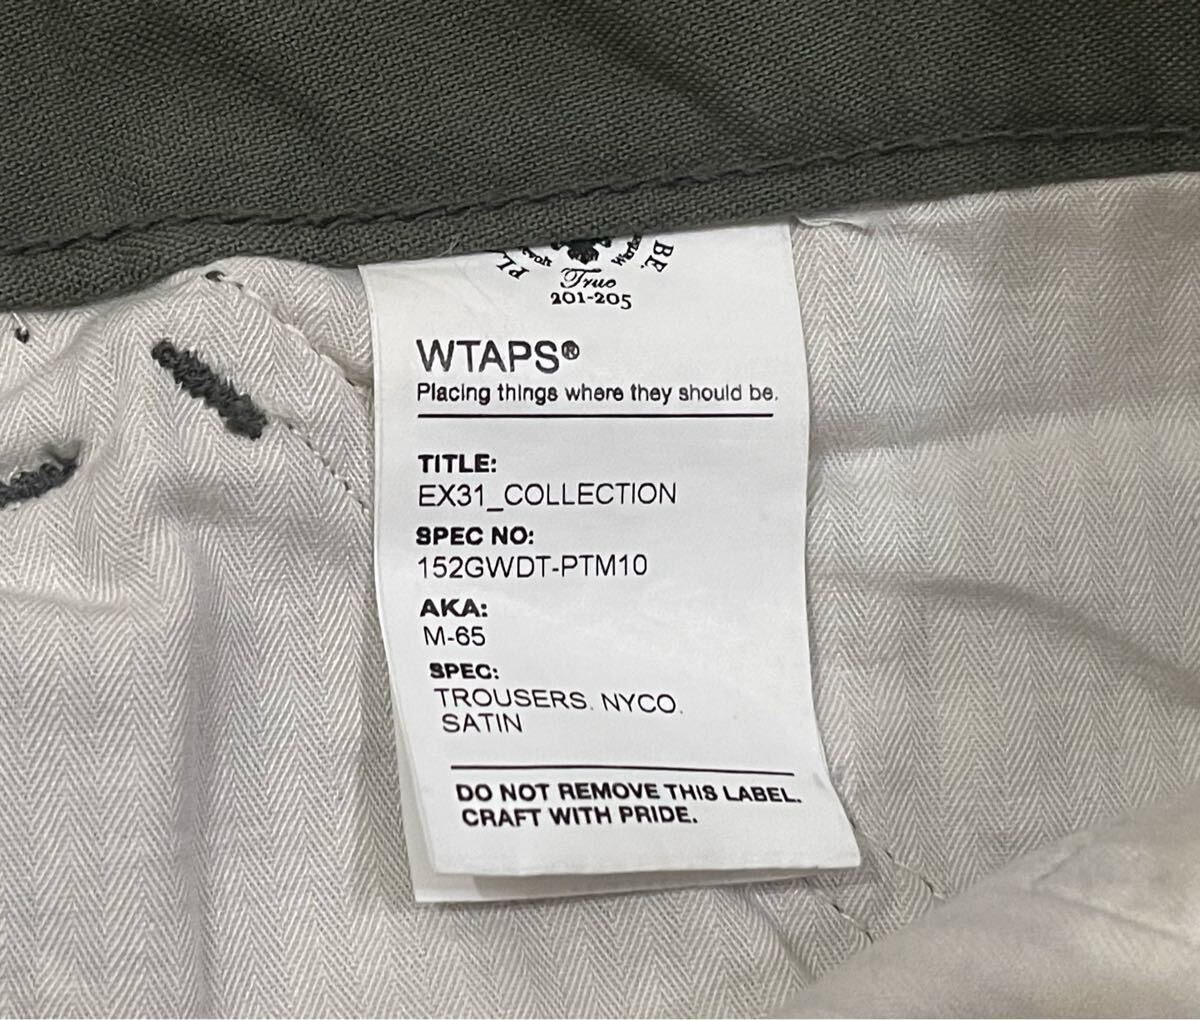 BE.
True
201-205
WTAPS®
Placing things where they should be.
TITLE:
EX31_COLLECTION
SPEC NO:
152GWDT-PTM10
AKA:
M-65
SPEC:
TROUSERS. NYCO.
SATIN
DO NOT REMOVE THIS LABEL.
CRAFT WITH PRIDE.